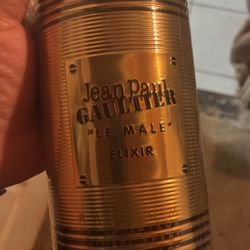 Jean Paul
GAULTIER
"LE MALE"
ELIXIR